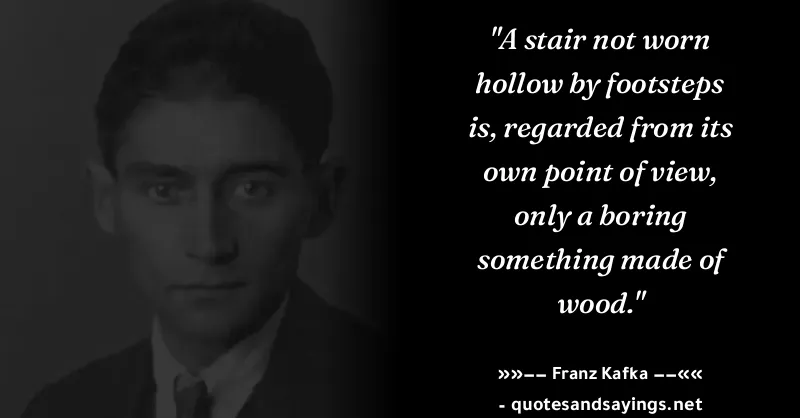 "A stair not worn
hollow by footsteps
is, regarded from its
own point of view,
only a boring
something made of
wood."
»»–– Franz Kafka ––««
- quotesandsayings.net